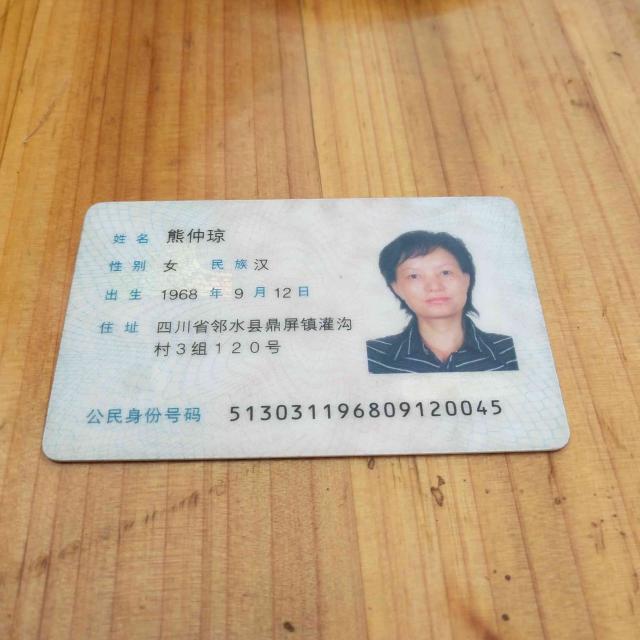 姓名 熊仲琼
性别 女 民族 汉
出生 1968 年 9 月 12 日
住址 四川省邻水县鼎屏镇灌沟
村3组120号
公民身份号码 513031196809120045